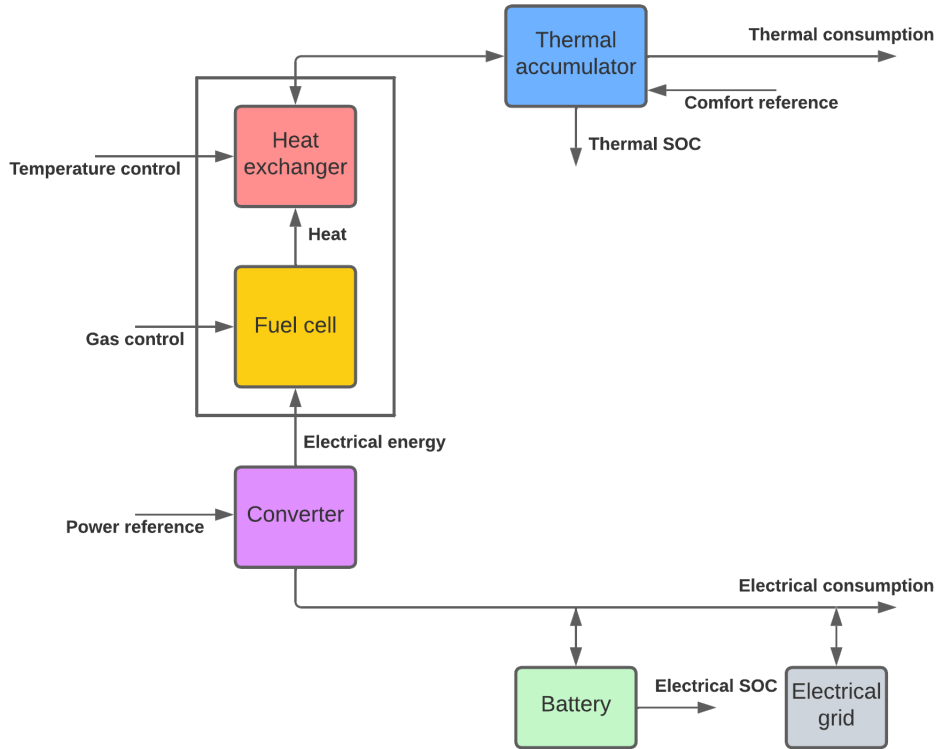 Thermal
accumulator
Thermal consumption
Comfort reference
Thermal SOC
Heat
exchanger
Temperature control
Heat
Fuel cell
Gas control
Electrical energy
Converter
Power reference
Electrical consumption
Battery
Electrical SOC
Electrical
grid